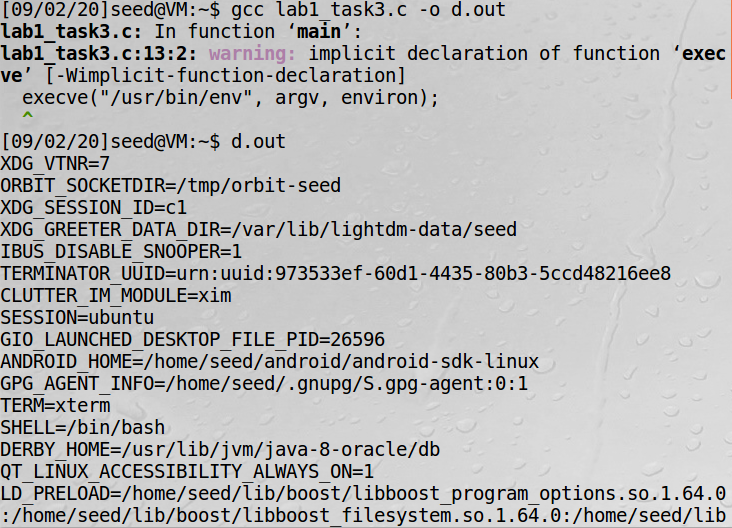 [09/02/20]seed@VM:~$ gcc lab1_task3.c -o d.out
lab1_task3.c: In function ‘main’:
lab1_task3.c:13:2: warning: implicit declaration of function ‘exec
ve’ [-Wimplicit-function-declaration]
  execve("/usr/bin/env", argv, environ);
  ^
[09/02/20]seed@VM:~$ d.out
XDG_VTNR=7
ORBIT_SOCKETDIR=/tmp/orbit-seed
XDG_SESSION_ID=c1
XDG_GREETER_DATA_DIR=/var/lib/lightdm-data/seed
IBUS_DISABLE_SNOOPER=1
TERMINATOR_UUID=urn:uuid:973533ef-60d1-4435-80b3-5ccd48216ee8
CLUTTER_IM_MODULE=xim
SESSION=ubuntu
GIO_LAUNCHED_DESKTOP_FILE_PID=26596
ANDROID_HOME=/home/seed/android/android-sdk-linux
GPG_AGENT_INFO=/home/seed/.gnupg/S.gpg-agent:0:1
TERM=xterm
SHELL=/bin/bash
DERBY_HOME=/usr/lib/jvm/java-8-oracle/db
QT_LINUX_ACCESSIBILITY_ALWAYS_ON=1
LD_PRELOAD=/home/seed/lib/boost/libboost_program_options.so.1.64.0
:/home/seed/lib/boost/libboost_filesystem.so.1.64.0:/home/seed/lib